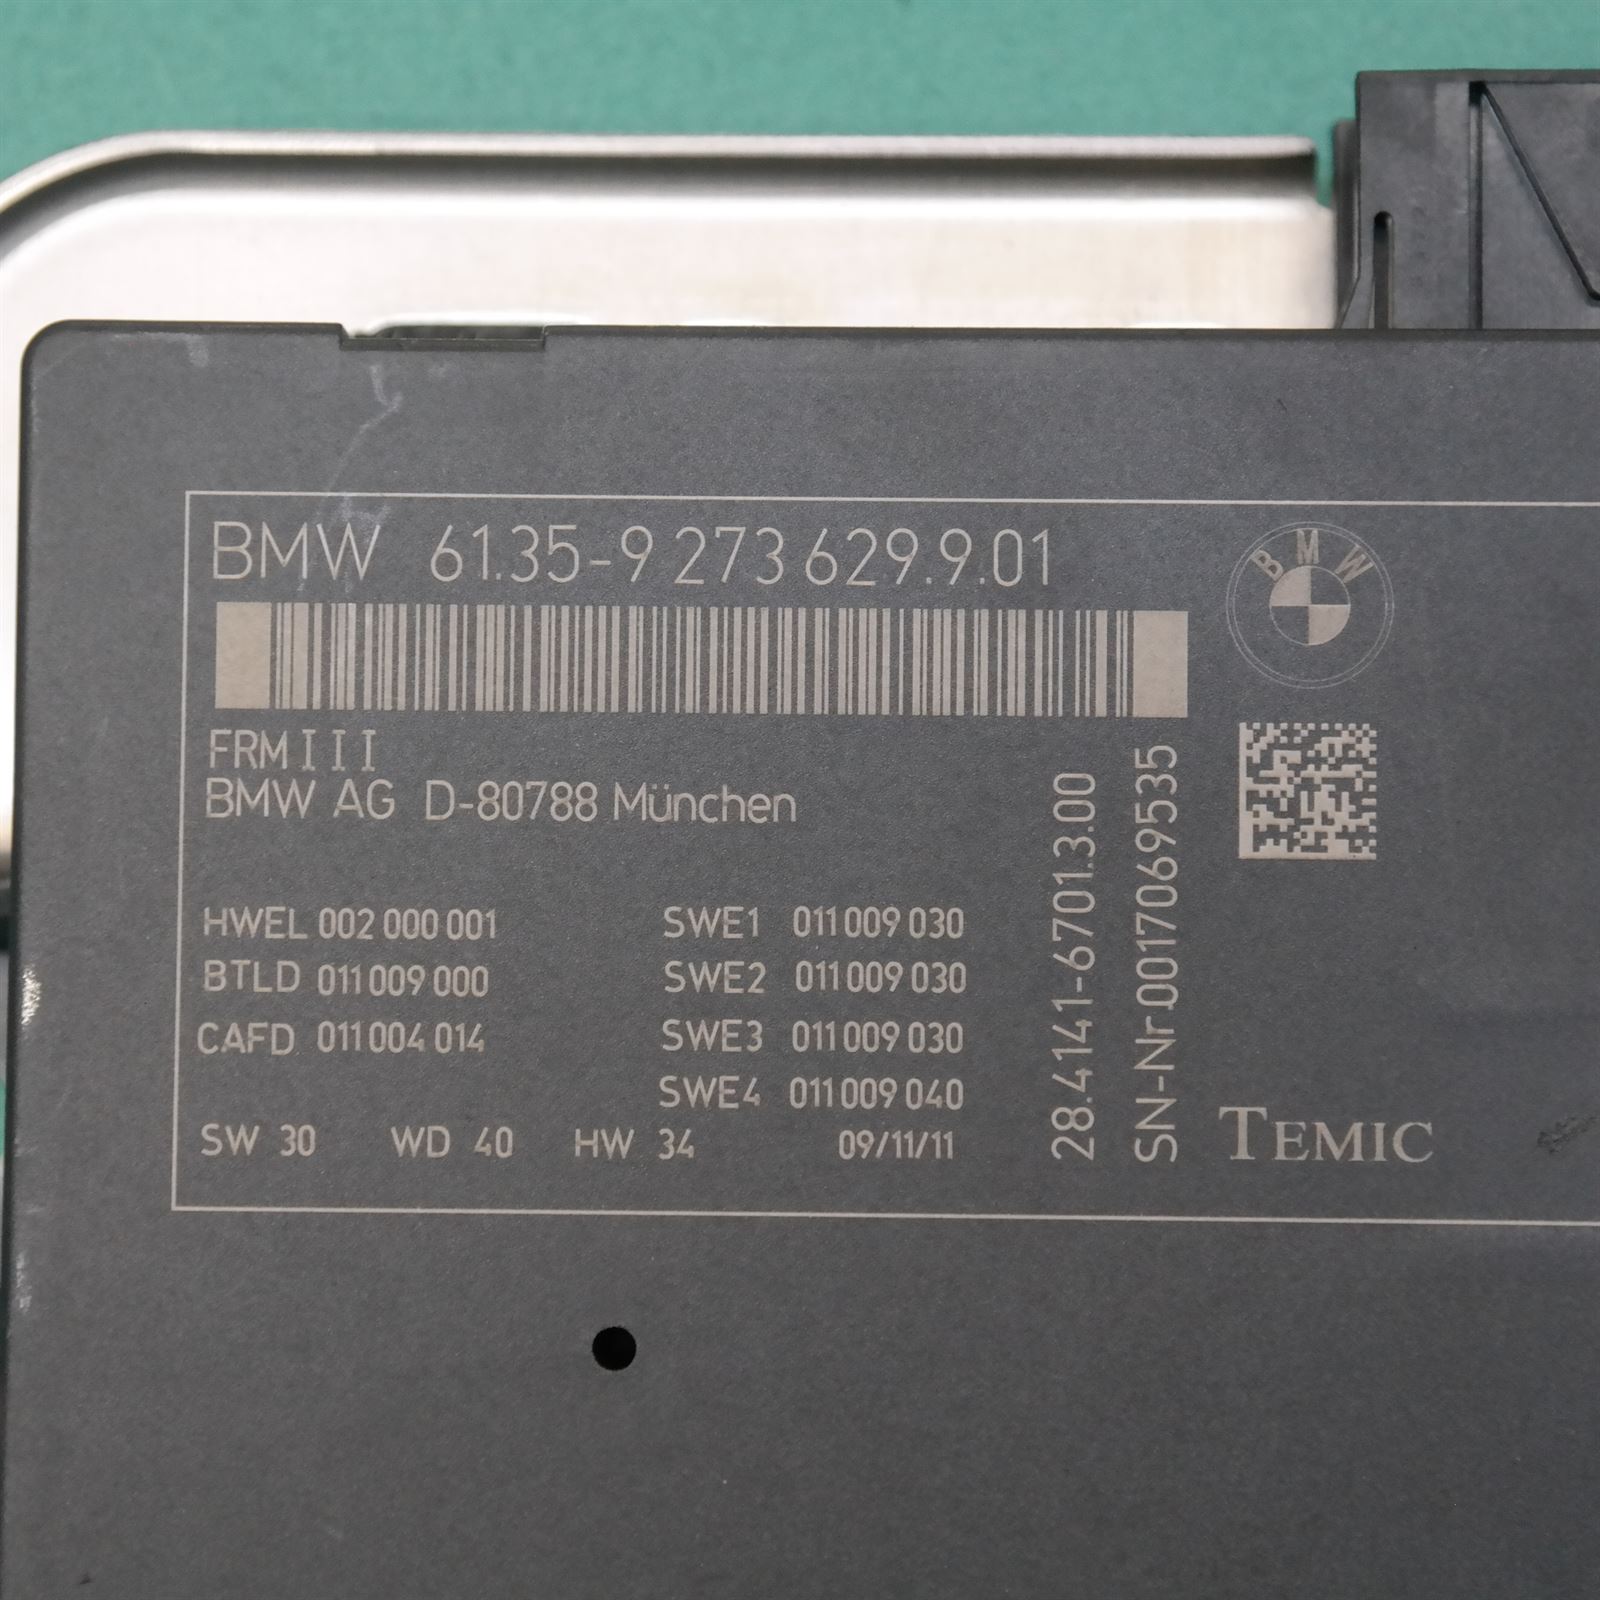 BMW 61.35-9 273 629.9.01
BMW
FRM III
BMW AG D-80788 München
HWEL 002 000 001
BTLD 011 009 000
CAFD 011 004 014
SWE1 011 009 030
SWE2 011 009 030
SWE3 011 009 030
SWE4 011 009 040
SW 30 WD 40 HW 34 09/11/11
28.4141-6701.3.00
SN-Nr.0017069535
TEMIC